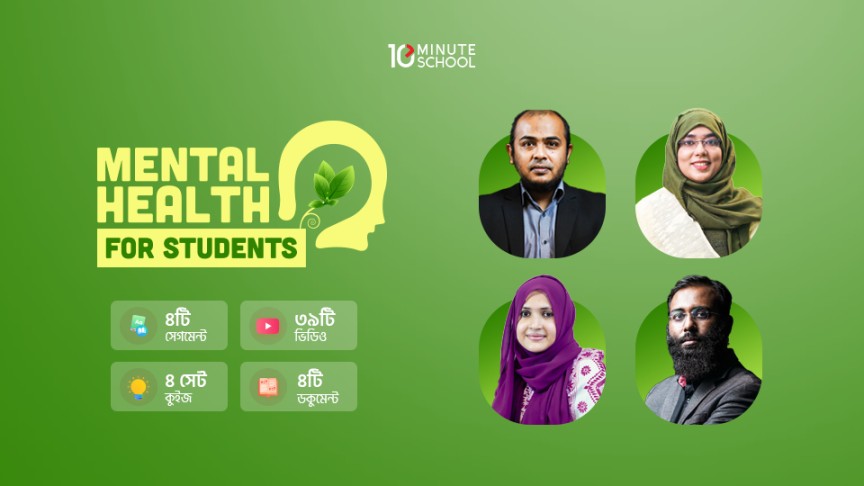 10 MINUTE
SCHOOL
MENTAL
HEALTH
FOR STUDENTS
৪টি
সেগমেন্ট
৩৯টি
ভিডিও
৪ সেট
কুইজ
৪টি
ডকুমেন্ট